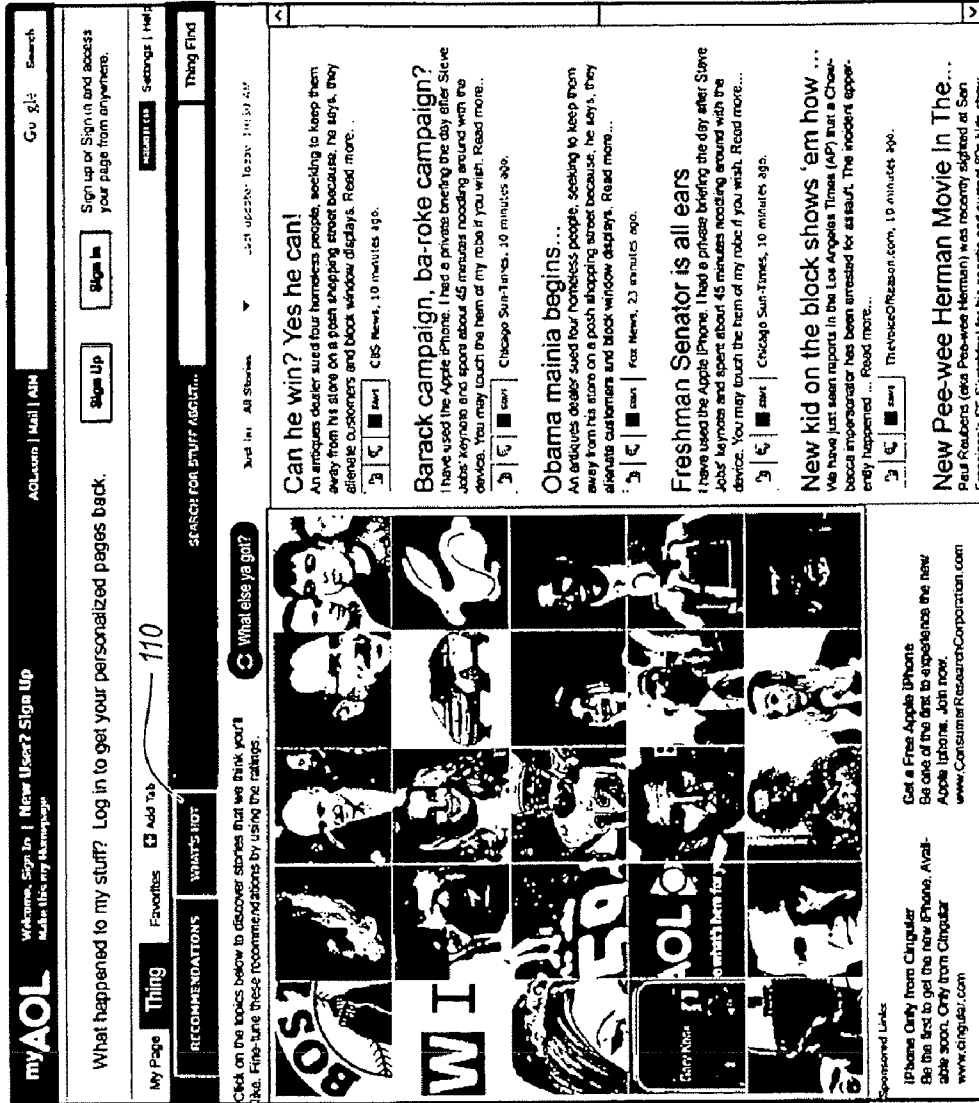 myAOL
Welcome, Sign In | New User? Sign Up
Make this my Homepage
AOL.com | Mail | AIM
Search
What happened to my stuff? Log in to get your personalized pages back.
Sign Up
Sign In
Sign up or Sign in and access
your page from anywhere.
My Page
Thing
Favorites
Add Tab
110
Settings | Help
RECOMMENDATIONS
WHAT'S HOT
SEARCH FOR STUFF ABOUT...
Thing Find
Click on the topics below to discover stories that we think you'll
like. Fine-tune these recommendations by using the ratings.
What else ya got?
All Stories
BOS
W I
AOL
Can he win? Yes he can!
An antiques dealer sued four homeless people, seeking to keep them
away from his store on a posh shopping street because, he says, they
alienate customers and block window displays. Read more...
CBS News, 10 minutes ago.
Barack campaign, ba-roke campaign?
I have used the Apple iPhone. I had a private briefing the day after Steve
Jobs' keynote and spent about 45 minutes noodling around with the
device. You may touch the hem of my robe if you wish. Read more..
Chicago Sun-Times, 10 minutes ago.
Obama mainia begins...
An antiques dealer sued four homeless people, seeking to keep them
away from his store on a posh shopping street because, he says, they
alienate customers and block window displays. Read more...
Fox News, 23 minutes ago.
Freshman Senator is all ears
I have used the Apple iPhone. I had a private briefing the day after Steve
Jobs' keynote and spent about 45 minutes noodling around with the
device. You may touch the hem of my robe if you wish. Read more...
Chicago Sun-Times, 10 minutes ago.
New kid on the block shows 'em how ...
We have just seen reports in the Los Angeles Times (AP) that a Chew-
bacca impersonator has been arrested for assault. The incident appar-
ently happened ... Read more...
ThevoiceOfReason.com, 10 minutes ago.
New Pee-wee Herman Movie In The...
Paul Reubens (aka Pee-wee Herman) was recently sighted at San
Sponsored Links
iPhone Only from Cingular
Be the first to get the new iPhone. Avail-
able soon. Only from Cingular
www.cingular.com
Get a Free Apple iPhone
Be one of the first to experience the new
Apple Iphone. Join now.
www.ConsumerResearchCorporation.com